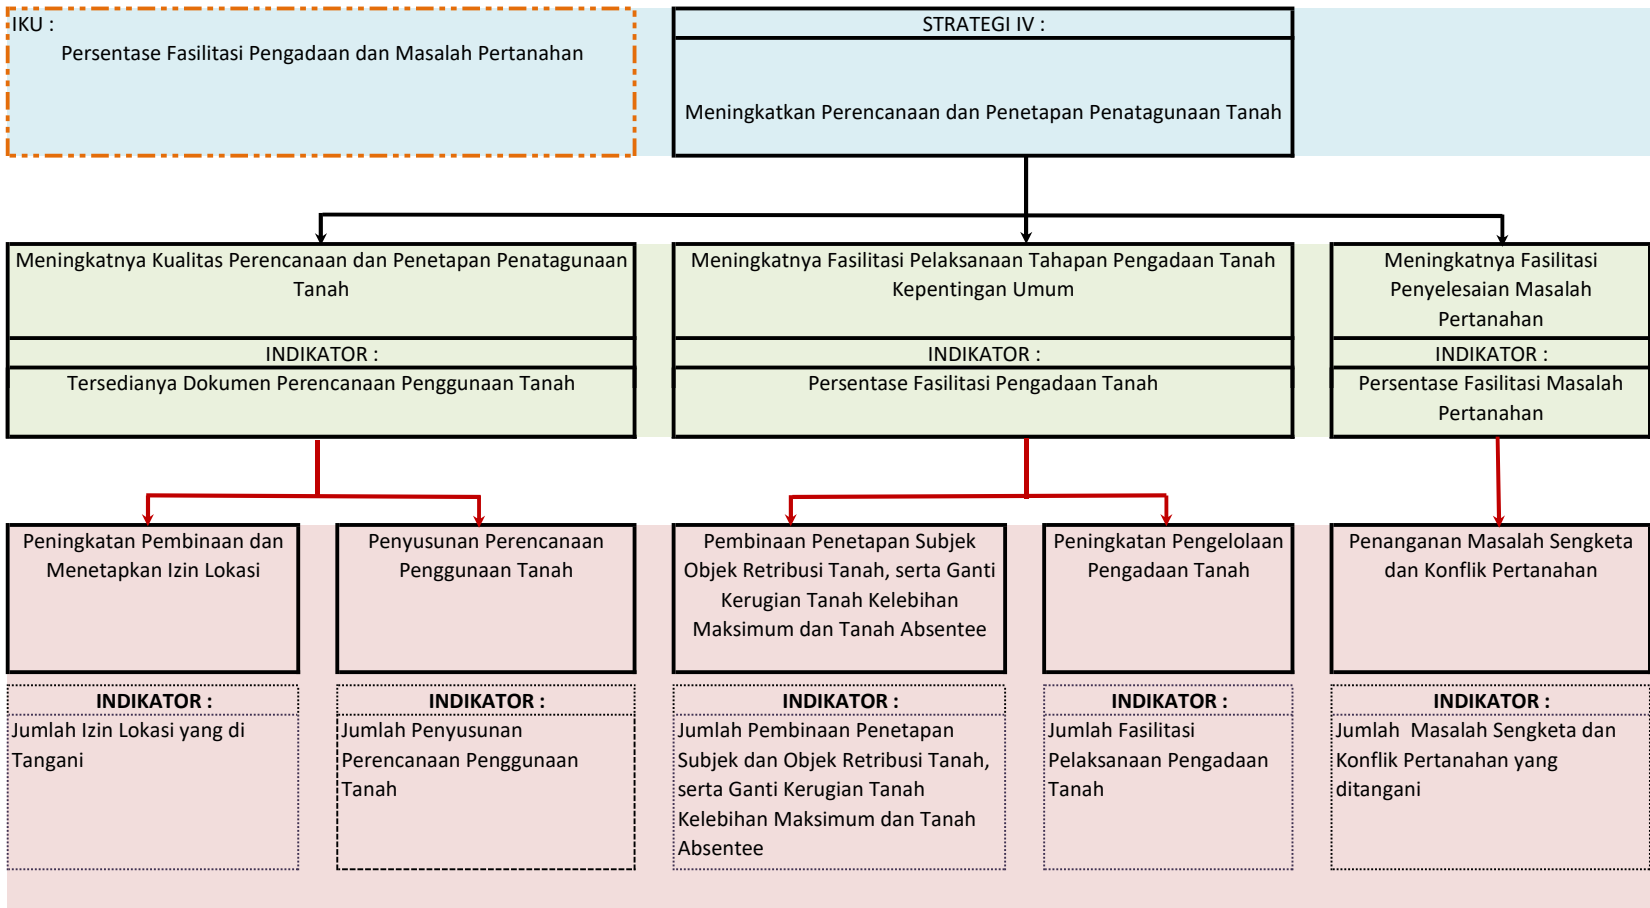 IKU :
Persentase Fasilitasi Pengadaan dan Masalah Pertanahan
STRATEGI IV :
Meningkatkan Perencanaan dan Penetapan Penatagunaan Tanah
Meningkatnya Kualitas Perencanaan dan Penetapan Penatagunaan
Tanah
INDIKATOR :
Tersedianya Dokumen Perencanaan Penggunaan Tanah
Meningkatnya Fasilitasi Pelaksanaan Tahapan Pengadaan Tanah
Kepentingan Umum
INDIKATOR :
Persentase Fasilitasi Pengadaan Tanah
Meningkatnya Fasilitasi
Penyelesaian Masalah
Pertanahan
INDIKATOR :
Persentase Fasilitasi Masalah
Pertanahan
Peningkatan Pembinaan dan
Menetapkan Izin Lokasi
INDIKATOR :
Jumlah Izin Lokasi yang di
Tangani
Penyusunan Perencanaan
Penggunaan Tanah
INDIKATOR :
Jumlah Penyusunan
Perencanaan Penggunaan
Tanah
Pembinaan Penetapan Subjek
Objek Retribusi Tanah, serta Ganti
Kerugian Tanah Kelebihan
Maksimum dan Tanah Absentee
INDIKATOR :
Jumlah Pembinaan Penetapan
Subjek dan Objek Retribusi Tanah,
serta Ganti Kerugian Tanah
Kelebihan Maksimum dan Tanah
Absentee
Peningkatan Pengelolaan
Pengadaan Tanah
INDIKATOR :
Jumlah Fasilitasi
Pelaksanaan Pengadaan
Tanah
Penanganan Masalah Sengketa
dan Konflik Pertanahan
INDIKATOR :
Jumlah  Masalah Sengketa dan
Konflik Pertanahan yang
ditangani